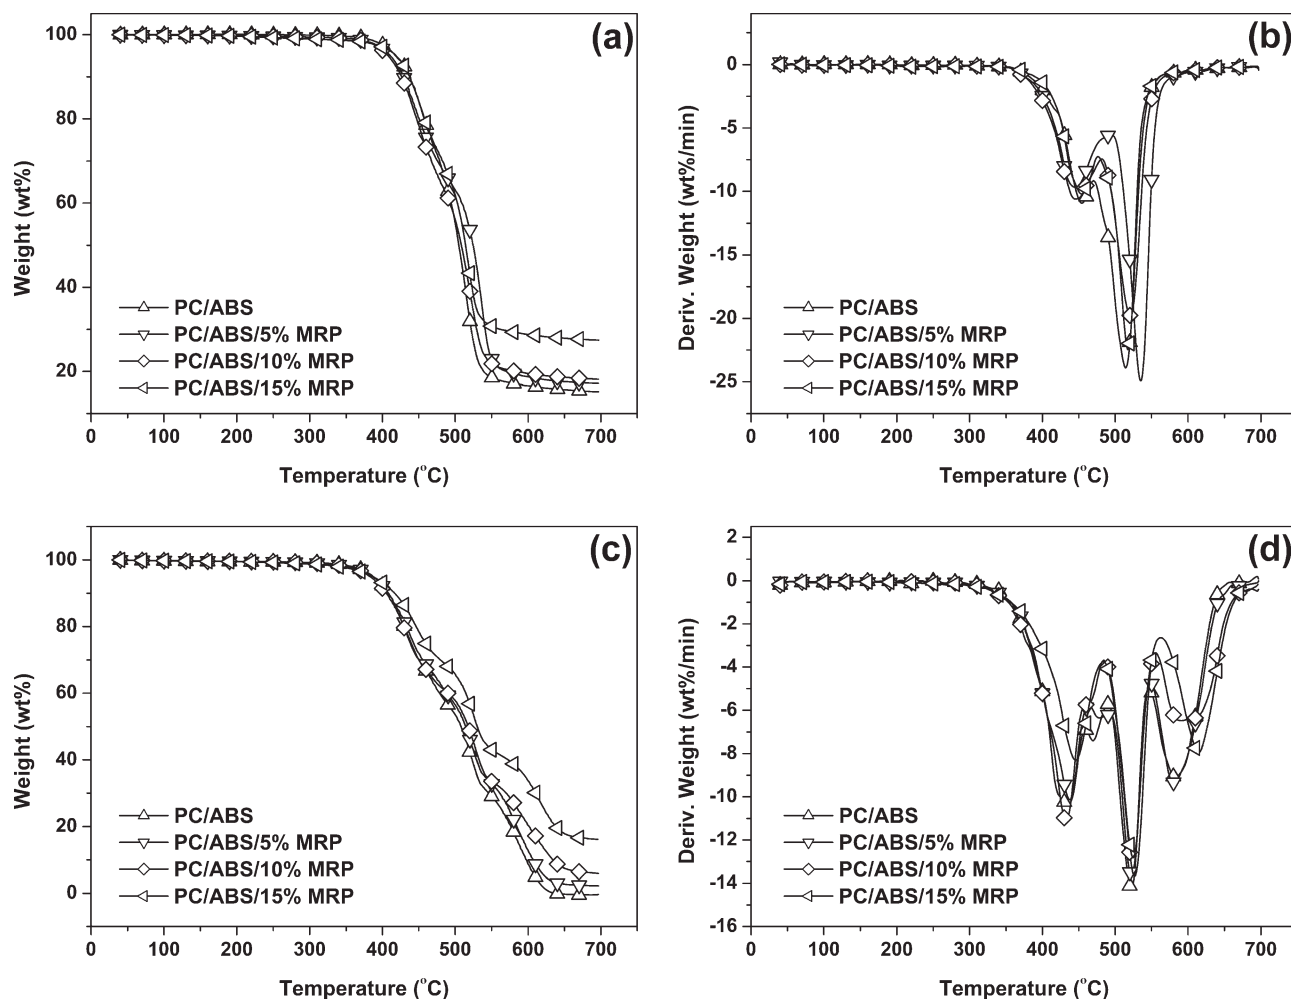 (a)
Weight (wt%)
100
80
60
40
20
PC/ABS
PC/ABS/5% MRP
PC/ABS/10% MRP
PC/ABS/15% MRP
0 100 200 300 400 500 600 700
Temperature (°C)
(b)
Deriv. Weight (wt%/min)
0
-5
-10
-15
-20
-25
PC/ABS
PC/ABS/5% MRP
PC/ABS/10% MRP
PC/ABS/15% MRP
0 100 200 300 400 500 600 700
Temperature (°C)
(c)
Weight (wt%)
100
80
60
40
20
0
PC/ABS
PC/ABS/5% MRP
PC/ABS/10% MRP
PC/ABS/15% MRP
0 100 200 300 400 500 600 700
Temperature (°C)
(d)
Deriv. Weight (wt%/min)
2
0
-2
-4
-6
-8
-10
-12
-14
-16
PC/ABS
PC/ABS/5% MRP
PC/ABS/10% MRP
PC/ABS/15% MRP
0 100 200 300 400 500 600 700
Temperature (°C)